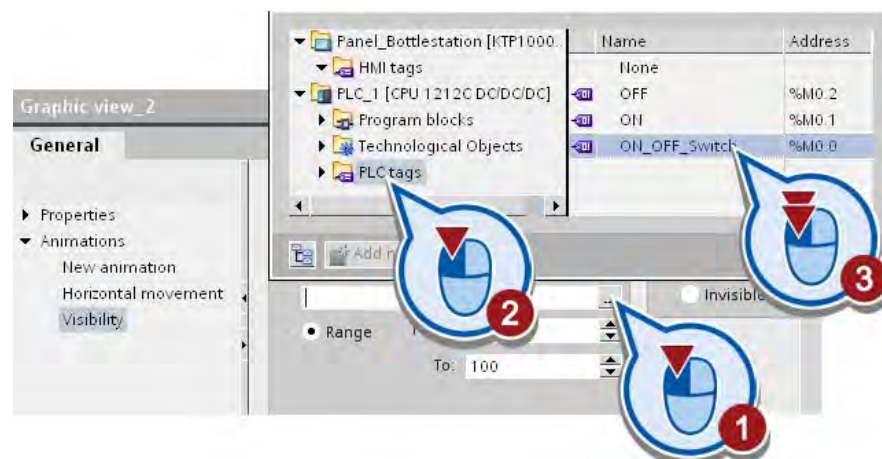 Panel_Bottlestation [KTP1000..
HMI tags
PLC_1 [CPU 1212C DC/DC/DC]
Program blocks
Technological Objects
PLC tags
Name Address
None
OFF %M0.2
ON %M0.1
ON_OFF_Switch %M0.0
Graphic view_2
General
Properties
Animations
New animation
Horizontal movement
Visibility
Add
...
Invisible
Range
To: 100
2
3
1